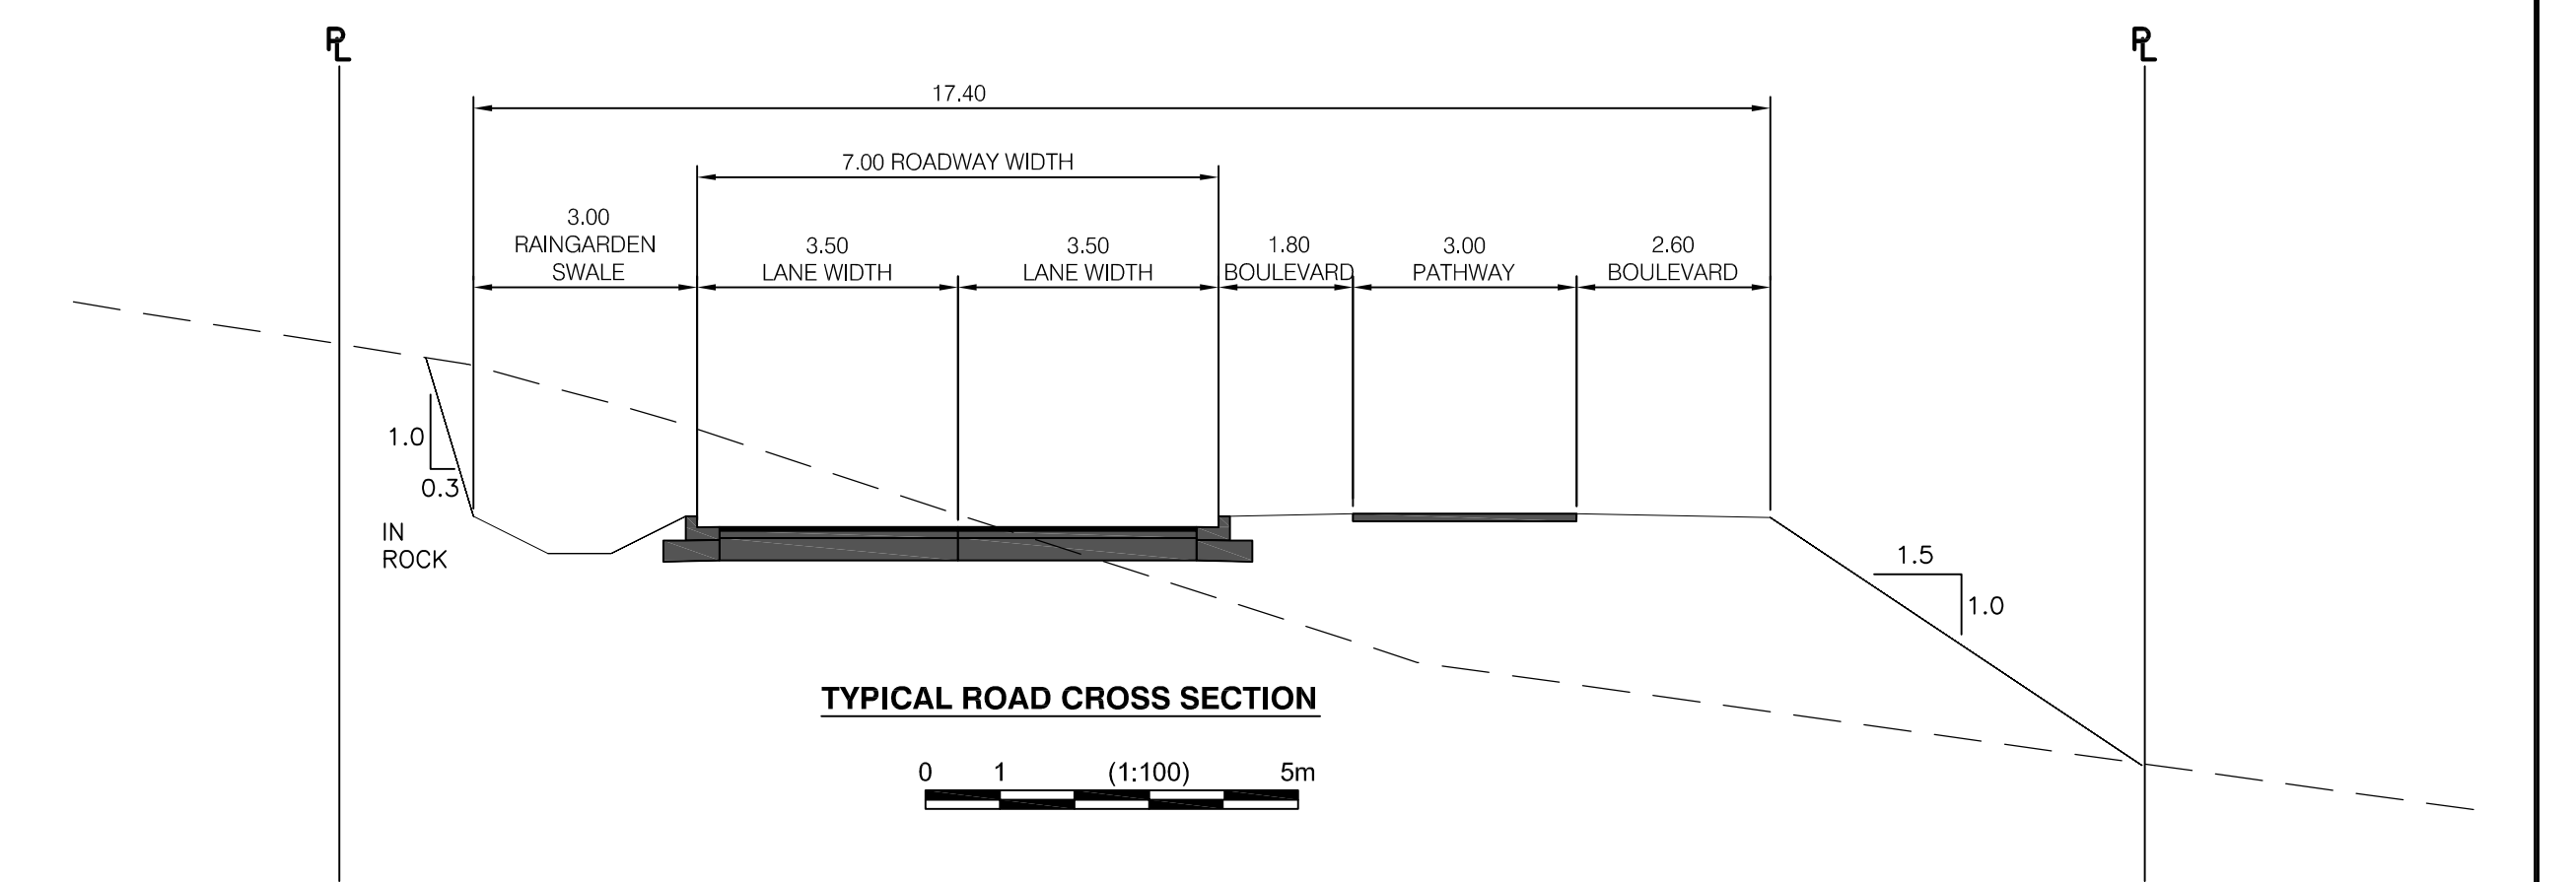 PL PL
17.40
7.00 ROADWAY WIDTH
3.00
RAINGARDEN
SWALE
3.50
LANE WIDTH
3.50
LANE WIDTH
1.80
BOULEVARD
3.00
PATHWAY
2.60
BOULEVARD
1.0
0.3
IN
ROCK
1.5
1.0
TYPICAL ROAD CROSS SECTION
0 1 (1:100) 5m